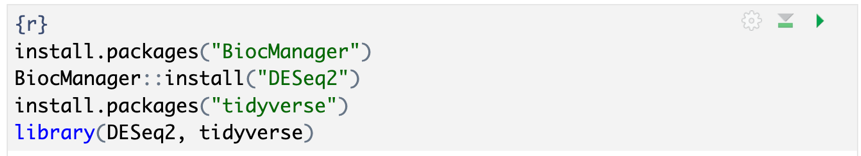 {r}
install.packages("BiocManager")
BiocManager::install("DESeq2")
install.packages("tidyverse")
library(DESeq2, tidyverse)